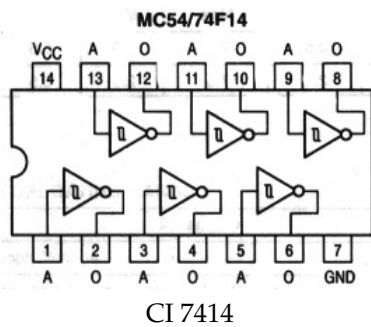 MC54/74F14
VCC A O A O A O
14 13 12 11 10 9 8
1 2 3 4 5 6 7
A O A O A O GND
CI 7414